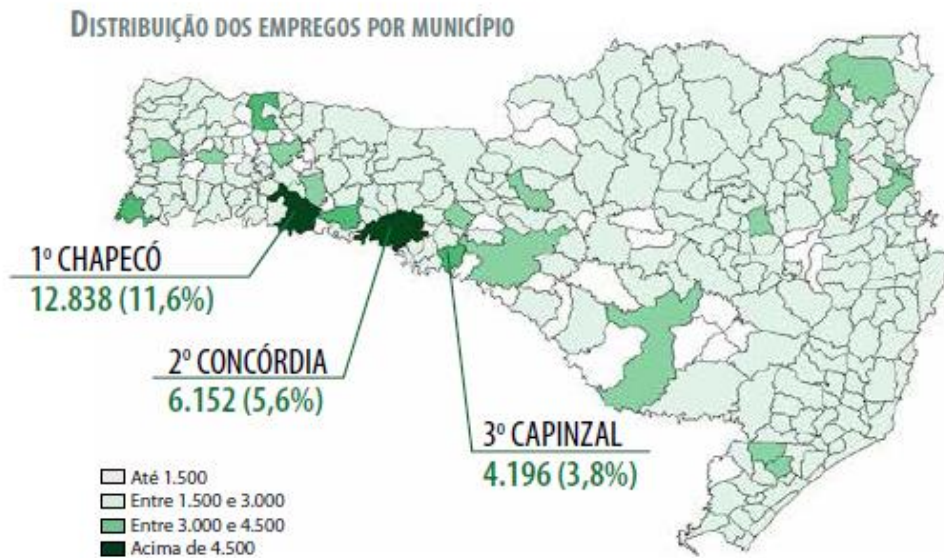 DISTRIBUIÇÃO DOS EMPREGOS POR MUNICÍPIO
1º CHAPECÓ
12.838 (11,6%)
2º CONCÓRDIA
6.152 (5,6%)
3º CAPINZAL
4.196 (3,8%)
Até 1.500
Entre 1.500 e 3.000
Entre 3.000 e 4.500
Acima de 4.500